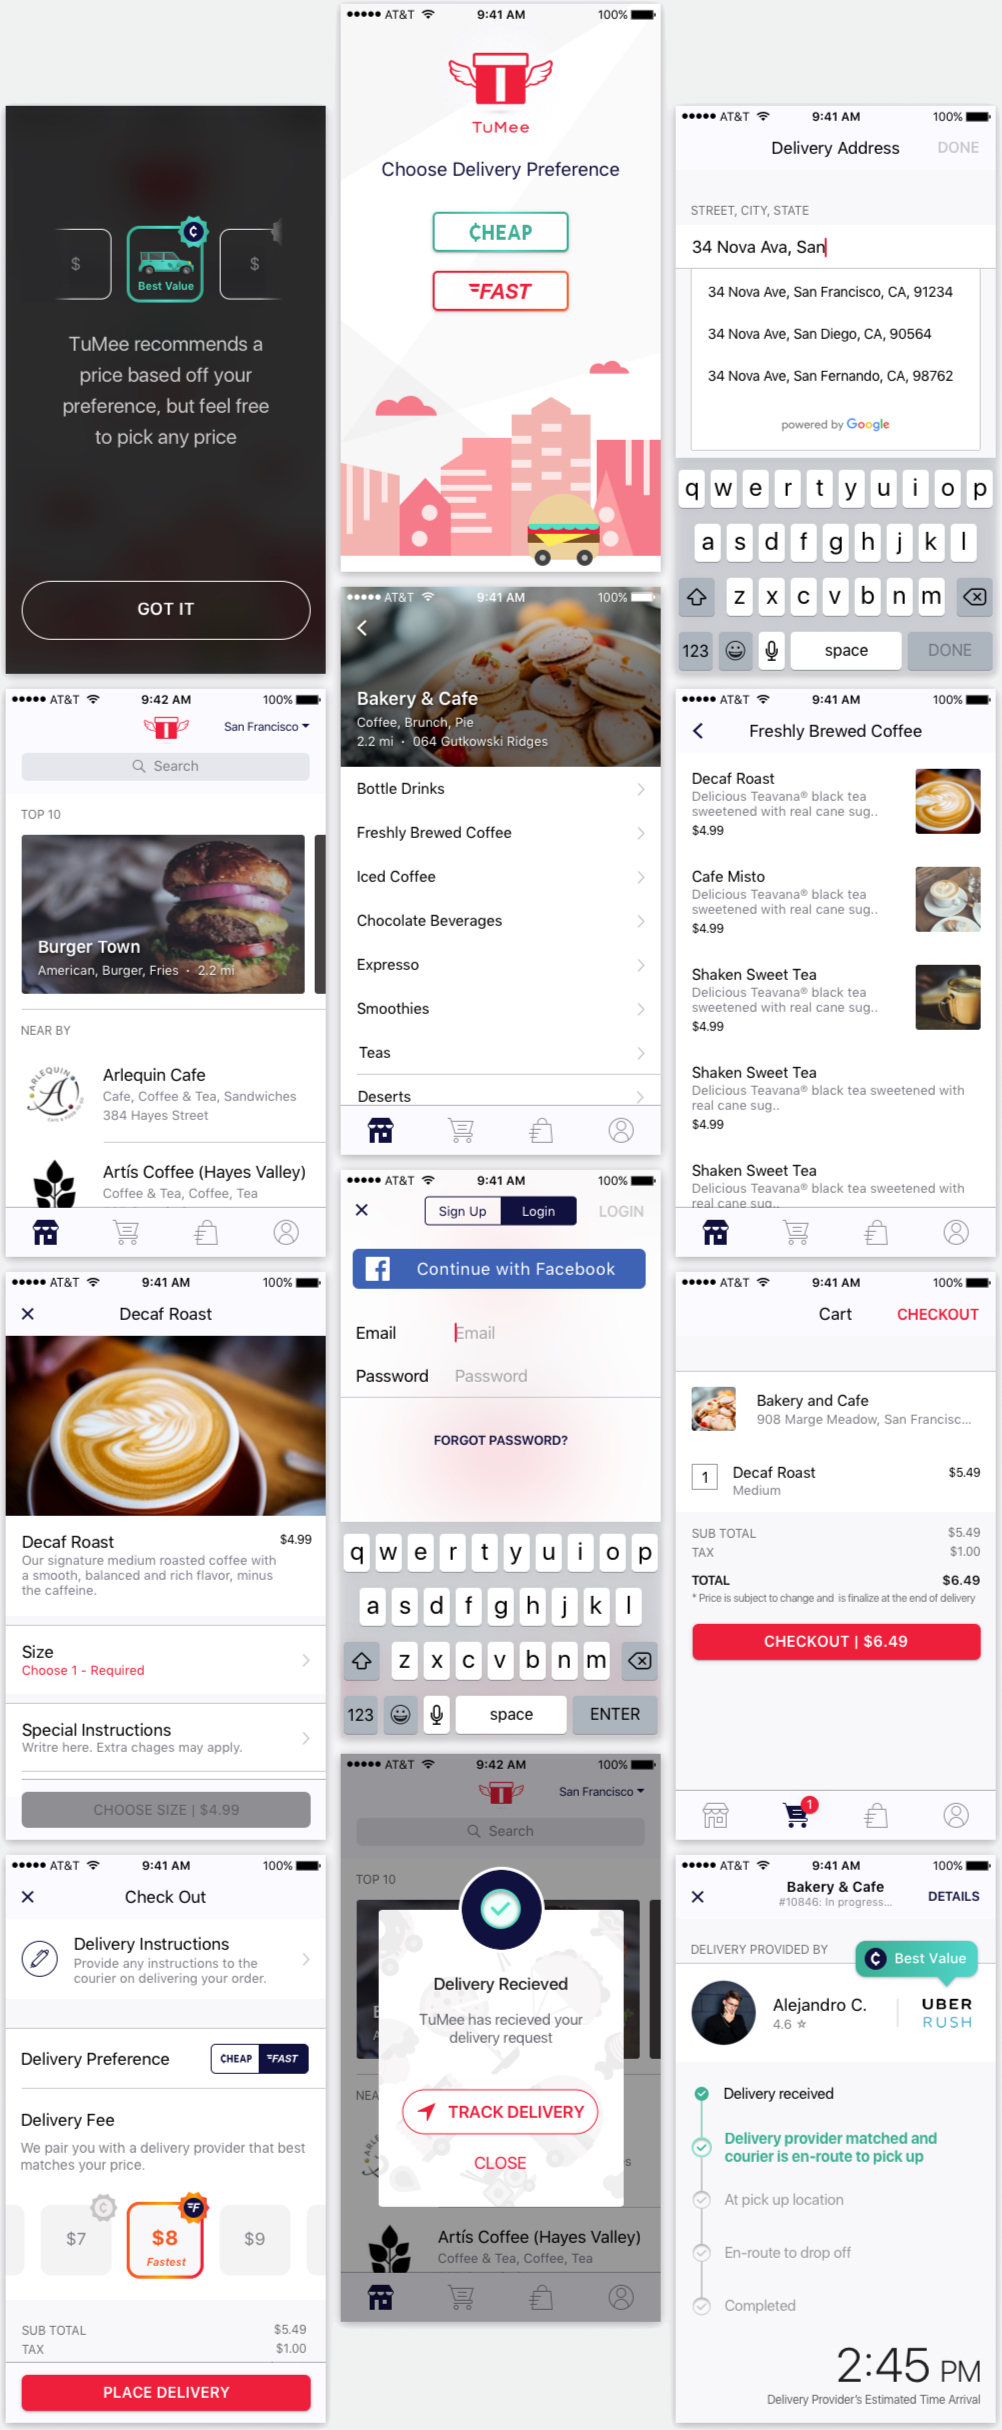 AT&T 9:41 AM 100%
TuMee
Choose Delivery Preference
CHEAP
FAST
$ $
Best Value
TuMee recommends a
price based off your
preference, but feel free
to pick any price
GOT IT
AT&T 9:41 AM 100%
Delivery Address DONE
STREET, CITY, STATE
34 Nova Ava, San
34 Nova Ave, San Francisco, CA, 91234
34 Nova Ave, San Diego, CA, 90564
34 Nova Ave, San Fernando, CA, 98762
powered by Google
q w e r t y u i o p
a s d f g h j k l
z x c v b n m
123 space DONE
AT&T 9:41 AM 100%
Bakery & Cafe
Coffee, Brunch, Pie
2.2 mi · 064 Gutkowski Ridges
Bottle Drinks
Freshly Brewed Coffee
Iced Coffee
Chocolate Beverages
Expresso
Smoothies
Teas
Deserts
AT&T 9:42 AM 100%
San Francisco
Search
TOP 10
Burger Town
American, Burger, Fries · 2.2 mi
NEAR BY
ARLEQUIN
A
Arlequin Cafe
Cafe, Coffee & Tea, Sandwiches
384 Hayes Street
Artís Coffee (Hayes Valley)
Coffee & Tea, Coffee, Tea
AT&T 9:41 AM 100%
Freshly Brewed Coffee
Decaf Roast
Delicious Teavana® black tea
sweetened with real cane sug..
$4.99
Cafe Misto
Delicious Teavana® black tea
sweetened with real cane sug..
$4.99
Shaken Sweet Tea
Delicious Teavana® black tea
sweetened with real cane sug..
$4.99
Shaken Sweet Tea
Delicious Teavana® black tea sweetened with
real cane sug..
$4.99
Shaken Sweet Tea
Delicious Teavana® black tea sweetened with
real cane sug..
AT&T 9:41 AM 100%
Sign Up Login LOGIN
Continue with Facebook
Email Email
Password Password
FORGOT PASSWORD?
q w e r t y u i o p
a s d f g h j k l
z x c v b n m
123 space ENTER
AT&T 9:41 AM 100%
Decaf Roast
Decaf Roast $4.99
Our signature medium roasted coffee with
a smooth, balanced and rich flavor, minus
the caffeine.
Size
Choose 1 - Required
Special Instructions
Writre here. Extra chages may apply.
CHOOSE SIZE | $4.99
AT&T 9:41 AM 100%
Cart CHECKOUT
Bakery and Cafe
908 Marge Meadow, San Francisc...
1 Decaf Roast $5.49
Medium
SUB TOTAL $5.49
TAX $1.00
TOTAL $6.49
* Price is subject to change and is finalize at the end of delivery
CHECKOUT | $6.49
1
AT&T 9:42 AM 100%
San Francisco
Search
TOP 10
NEA
Delivery Recieved
TuMee has recieved your
delivery request
TRACK DELIVERY
CLOSE
Artís Coffee (Hayes Valley)
Coffee & Tea, Coffee, Tea
AT&T 9:41 AM 100%
Check Out
Delivery Instructions
Provide any instructions to the
courier on delivering your order.
Delivery Preference CHEAP FAST
Delivery Fee
We pair you with a delivery provider that best
matches your price.
$7 $8 $9
Fastest
SUB TOTAL $5.49
TAX $1.00
PLACE DELIVERY
AT&T 9:41 AM 100%
Bakery & Cafe
#10846: In progress...
DETAILS
DELIVERY PROVIDED BY
Best Value
Alejandro C.
4.6
UBER
RUSH
Delivery received
Delivery provider matched and
courier is en-route to pick up
At pick up location
En-route to drop off
Completed
2:45 PM
Delivery Provider's Estimated Time Arrival